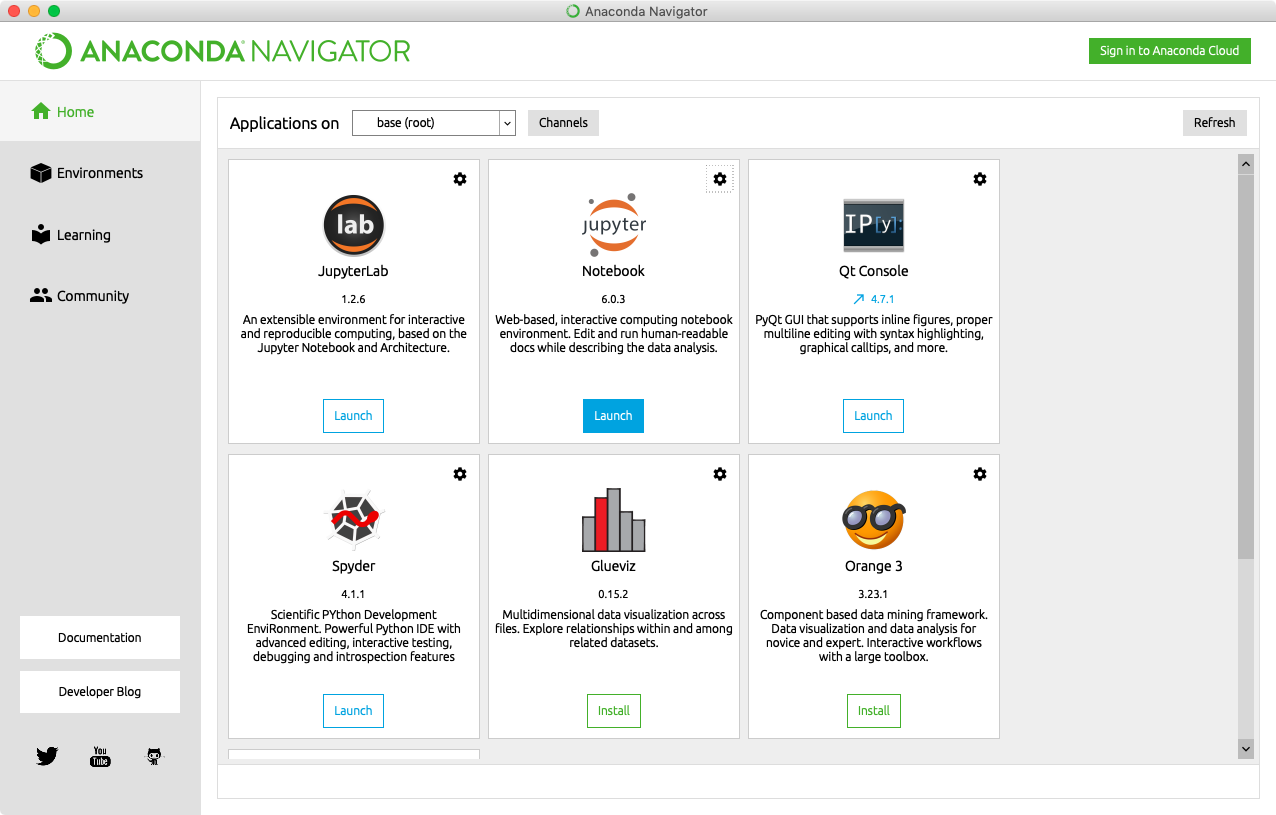 Anaconda Navigator
ANACONDA NAVIGATOR
Sign in to Anaconda Cloud
Home
Environments
Learning
Community
Documentation
Developer Blog
You
Tube
Applications on
base (root)
Channels
Refresh
lab
JupyterLab
1.2.6
An extensible environment for interactive
and reproducible computing, based on the
Jupyter Notebook and Architecture.
Launch
jupyter
Notebook
6.0.3
Web-based, interactive computing notebook
environment. Edit and run human-readable
docs while describing the data analysis.
Launch
IP[y]:
Qt Console
4.7.1
PyQt GUI that supports inline figures, proper
multiline editing with syntax highlighting,
graphical calltips, and more.
Launch
Spyder
4.1.1
Scientific PYthon Development
EnviRonment. Powerful Python IDE with
advanced editing, interactive testing,
debugging and introspection features
Launch
Glueviz
0.15.2
Multidimensional data visualization across
files. Explore relationships within and among
related datasets.
Install
Orange 3
3.23.1
Component based data mining framework.
Data visualization and data analysis for
novice and expert. Interactive workflows
with a large toolbox.
Install